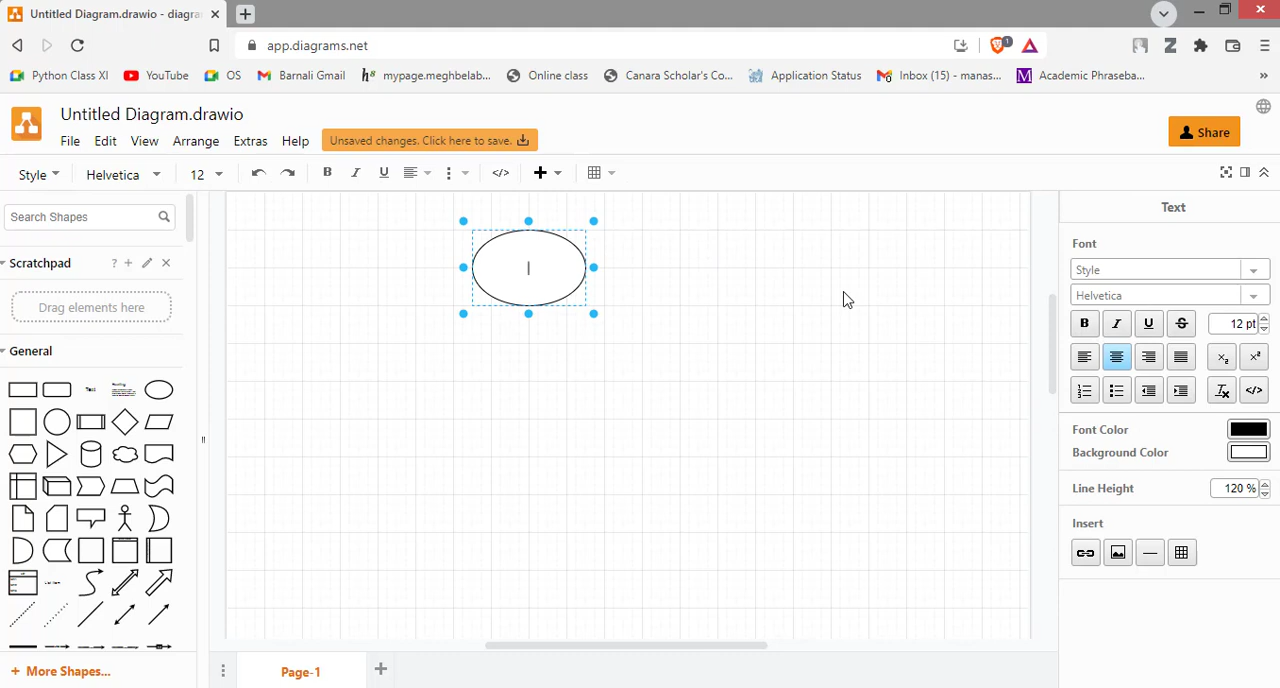 Untitled Diagram.drawio - diagra
app.diagrams.net
1
Python Class XI
YouTube
OS
Barnali Gmail
mypage.meghbelab...
Online class
Canara Scholar's Co...
Application Status
Inbox (15) - manas...
Academic Phraseba...
»
Untitled Diagram.drawio
File Edit View Arrange Extras Help
Unsaved changes. Click here to save.
Share
Style
Helvetica
12
B I U
Search Shapes
Scratchpad
?
Drag elements here
General
Text
Heading
+ More Shapes...
Page-1
Text
Font
Style
Helvetica
B I U S
12 pt
Font Color
Background Color
Line Height
120 %
Insert